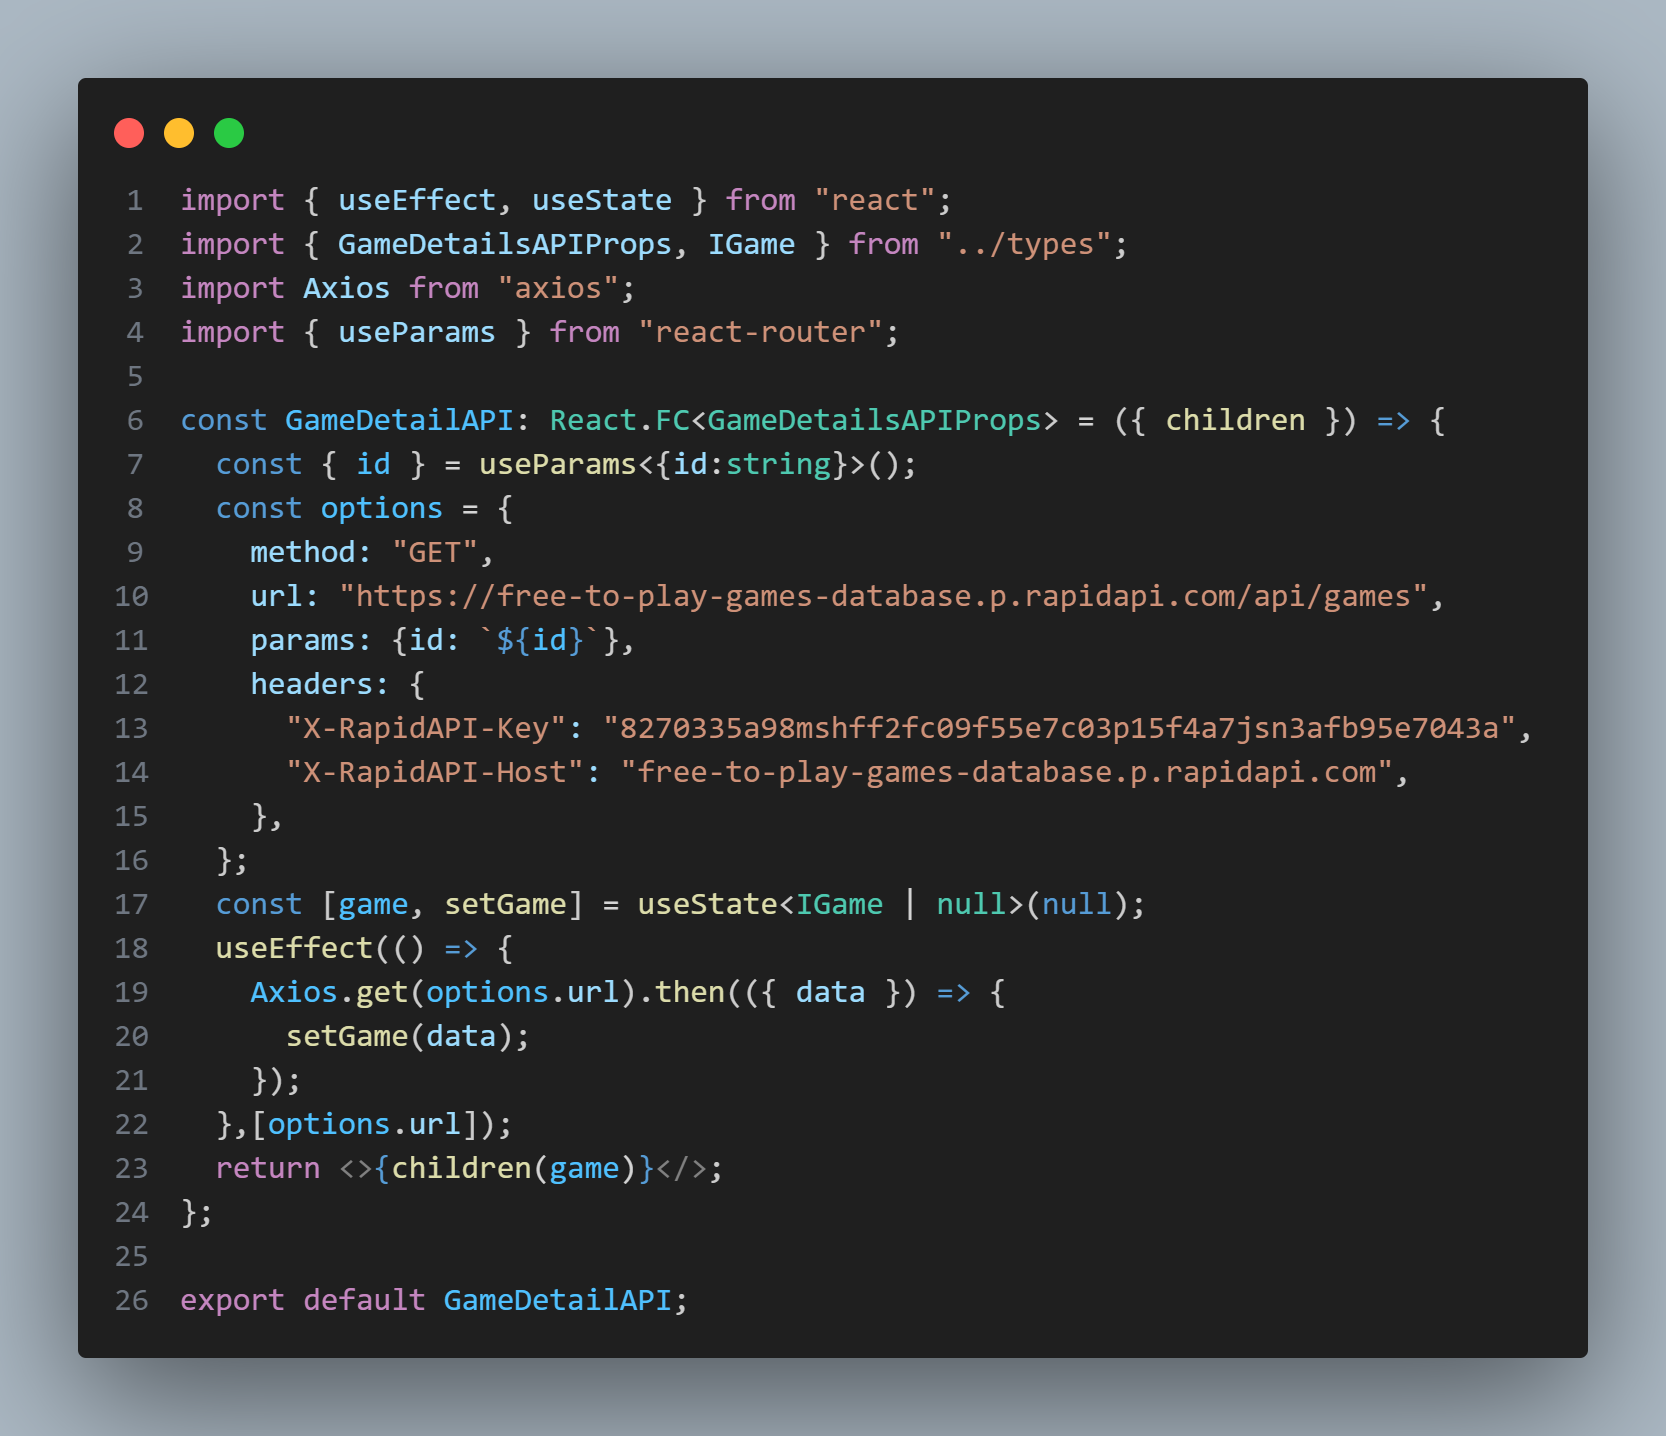 1 import { useEffect, useState } from "react";
2 import { GameDetailsAPIProps, IGame } from "../types";
3 import Axios from "axios";
4 import { useParams } from "react-router";
5
6 const GameDetailAPI: React.FC<GameDetailsAPIProps> = ({ children }) => {
7   const { id } = useParams<{id:string}>();
8   const options = {
9     method: "GET",
10     url: "https://free-to-play-games-database.p.rapidapi.com/api/games",
11     params: {id: `${id}`},
12     headers: {
13       "X-RapidAPI-Key": "8270335a98mshff2fc09f55e7c03p15f4a7jsn3afb95e7043a",
14       "X-RapidAPI-Host": "free-to-play-games-database.p.rapidapi.com",
15     },
16   };
17   const [game, setGame] = useState<IGame | null>(null);
18   useEffect(() => {
19     Axios.get(options.url).then(({ data }) => {
20       setGame(data);
21     });
22   },[options.url]);
23   return <>{children(game)}</>;
24 };
25
26 export default GameDetailAPI;